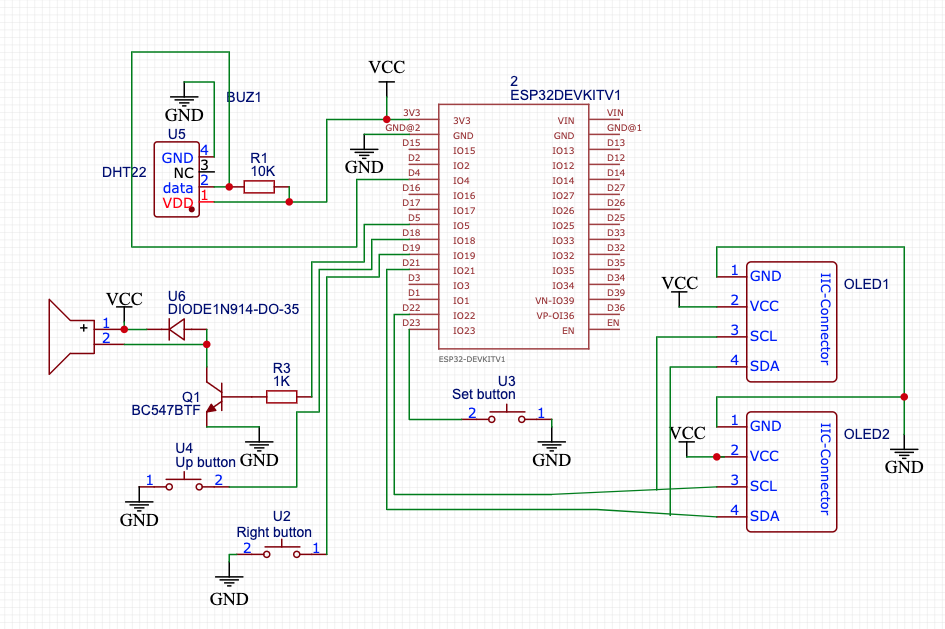 VCC
2
ESP32DEVKITV1
BUZ1
GND
U5
DHT22
GND 4
NC 3
data 2
VDD 1
R1
10K
GND
3V3 3V3 VIN VIN
GND@2 GND GND GND@1
D15 IO15 IO13 D13
D2 IO2 IO12 D12
D4 IO4 IO14 D14
D16 IO16 IO27 D27
D17 IO17 IO26 D26
D5 IO5 IO25 D25
D18 IO18 IO33 D33
D19 IO19 IO32 D32
D21 IO21 IO35 D35
D3 IO3 IO34 D34
D1 IO1 VN-IO39 D39
D22 IO22 VP-OI36 D36
D23 IO23 EN EN
ESP32-DEVKITV1
VCC
U6
DIODE1N914-DO-35
+
1
2
R3
1K
Q1
BC547BTF
GND
U4
Up button
1 2
GND
U2
Right button
2 1
GND
U3
Set button
2 1
GND
VCC
OLED1
1 GND
2 VCC
3 SCL
4 SDA
IIC-Connector
VCC
OLED2
1 GND
2 VCC
3 SCL
4 SDA
IIC-Connector
GND